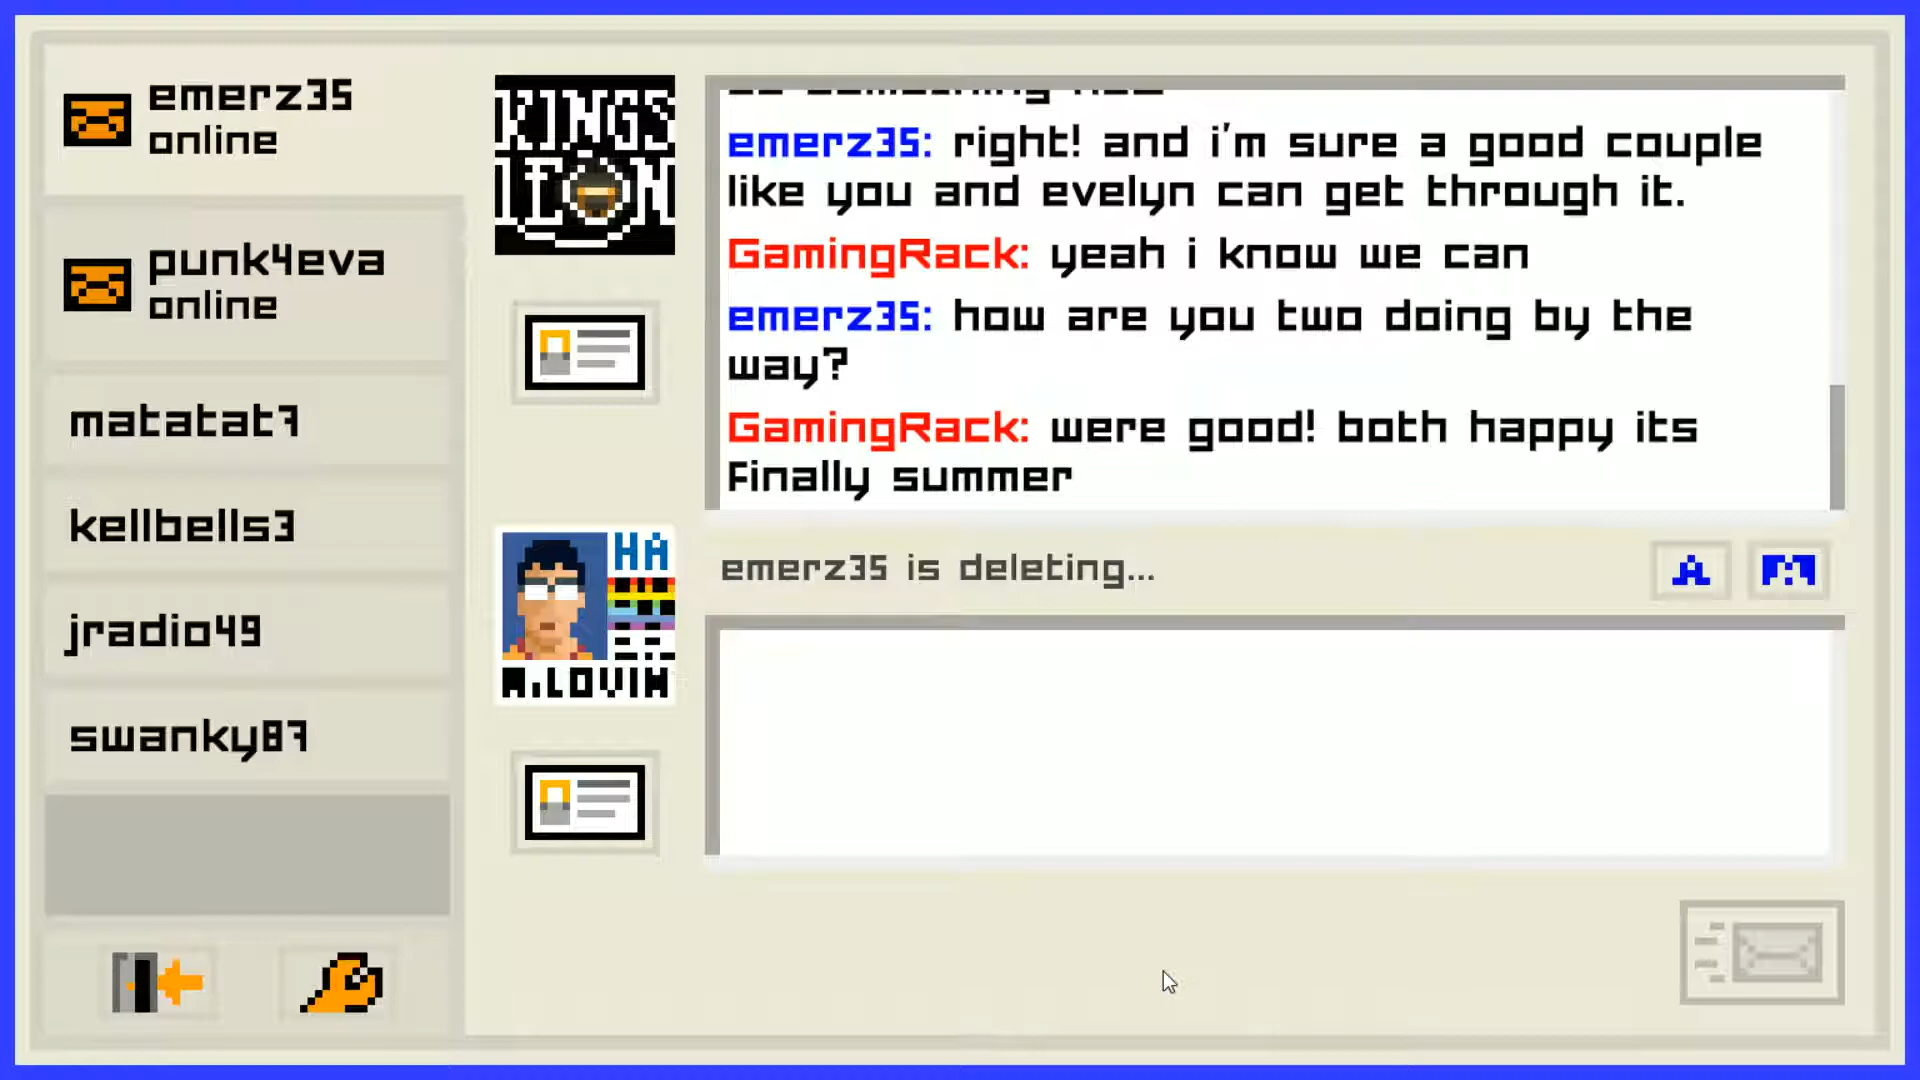 emerz35
online
punk4eva
online
matatat7
kellbells3
jradio49
swanky87
KINGS
emerz35: right! and i'm sure a good couple
like you and evelyn can get through it.
GamingRack: yeah i know we can
emerz35: how are you two doing by the
way?
GamingRack: were good! both happy its
finally summer
HA
M.LOVIN
emerz35 is deleting...
A